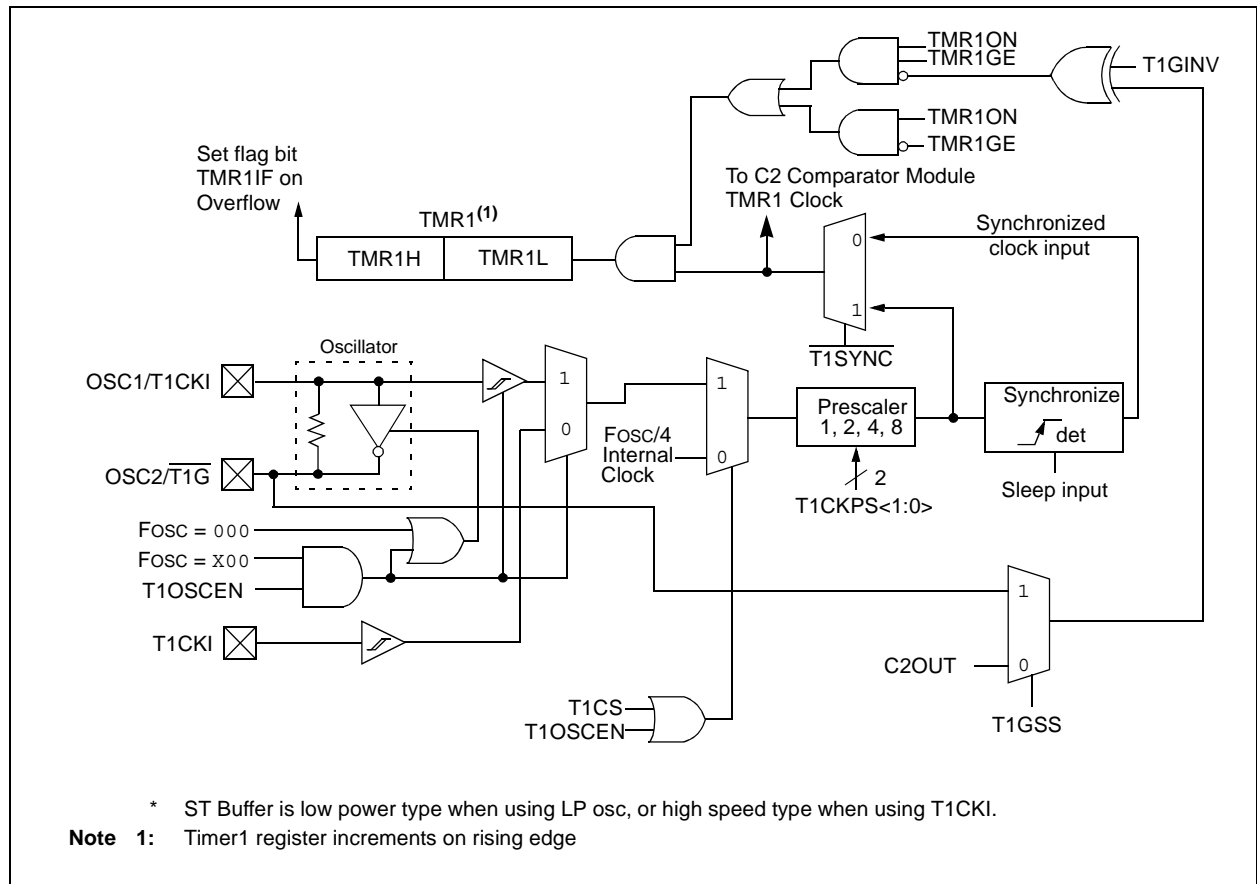 TMR1ON
TMR1GE
T1GINV
TMR1ON
TMR1GE
Set flag bit
TMR1IF on
Overflow
To C2 Comparator Module
TMR1 Clock
TMR1(1)
TMR1H
TMR1L
0
Synchronized
clock input
1
T1SYNC
Oscillator
OSC1/T1CKI
1
1
Prescaler
1, 2, 4, 8
Synchronize
det
0
FOSC/4
Internal
Clock
0
OSC2/T1G
2
T1CKPS<1:0>
Sleep input
FOSC = 000
FOSC = X00
T1OSCEN
1
T1CKI
C2OUT
0
T1CS
T1OSCEN
T1GSS
* ST Buffer is low power type when using LP osc, or high speed type when using T1CKI.
Note 1: Timer1 register increments on rising edge